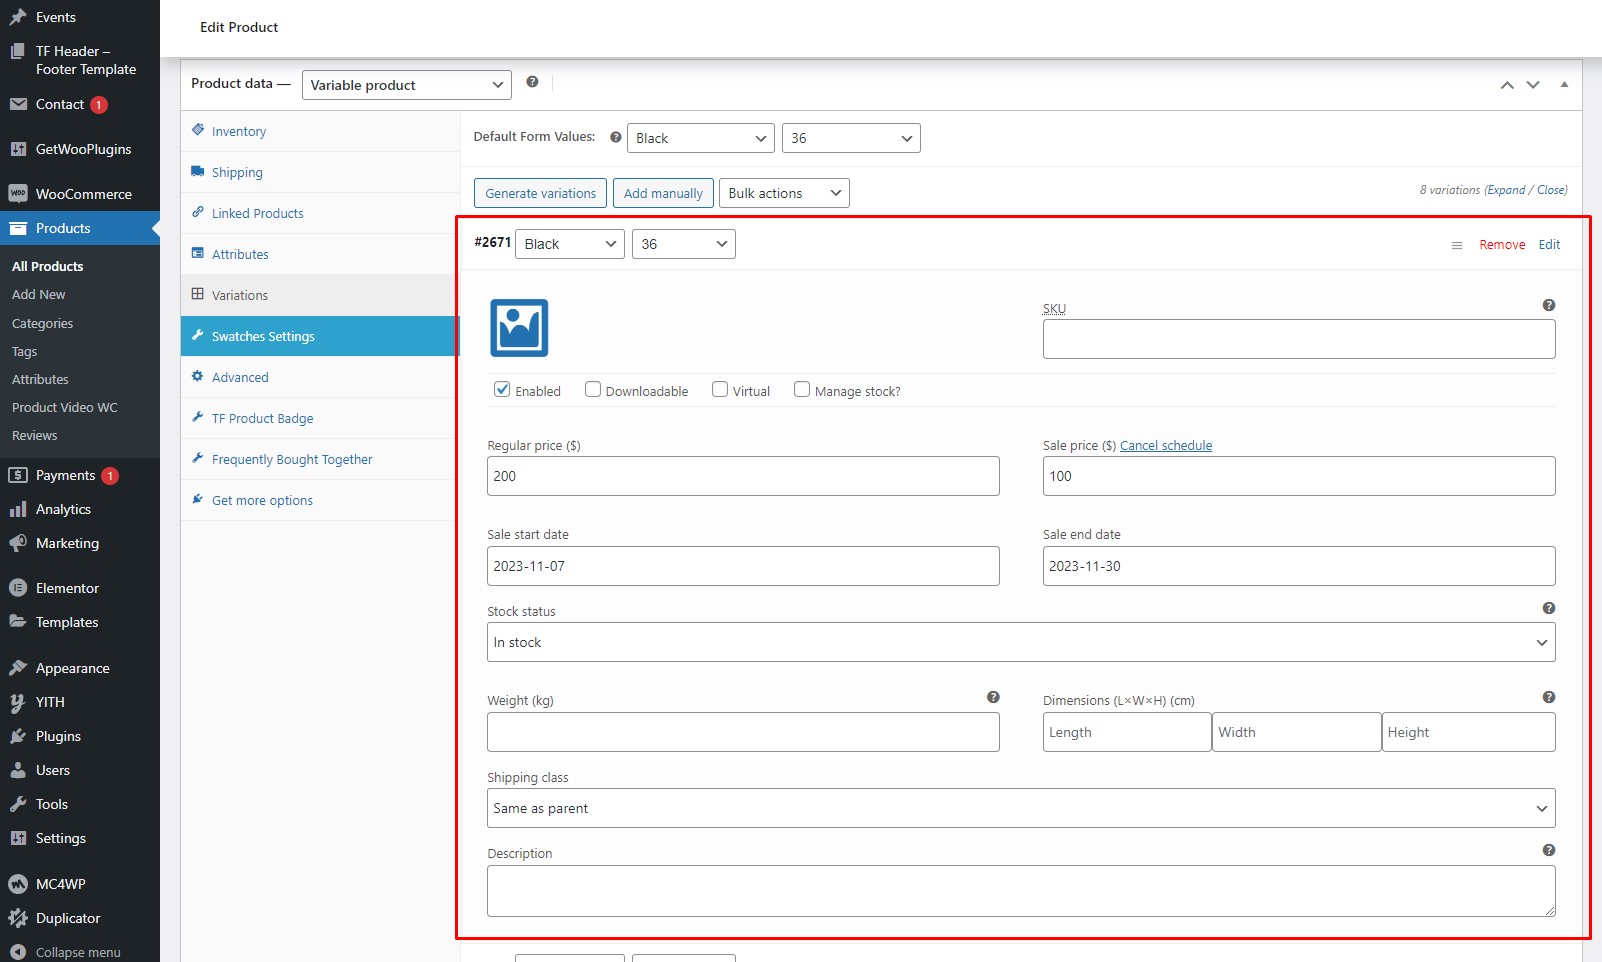 Events
TF Header –
Footer Template
Contact 1
GetWooPlugins
WooCommerce
Products
All Products
Add New
Categories
Tags
Attributes
Product Video WC
Reviews
Payments 1
Analytics
Marketing
Elementor
Templates
Appearance
YITH
Plugins
Users
Tools
Settings
MC4WP
Duplicator
Collapse menu
Edit Product
Product data — Variable product
Inventory
Shipping
Linked Products
Attributes
Variations
Swatches Settings
Advanced
TF Product Badge
Frequently Bought Together
Get more options
Default Form Values: Black 36
Generate variations Add manually Bulk actions 8 variations (Expand / Close)
#2671 Black 36 Remove Edit
SKU
Enabled Downloadable Virtual Manage stock?
Regular price ($) Sale price ($) Cancel schedule
200 100
Sale start date Sale end date
2023-11-07 2023-11-30
Stock status
In stock
Weight (kg) Dimensions (L×W×H) (cm)
Length Width Height
Shipping class
Same as parent
Description